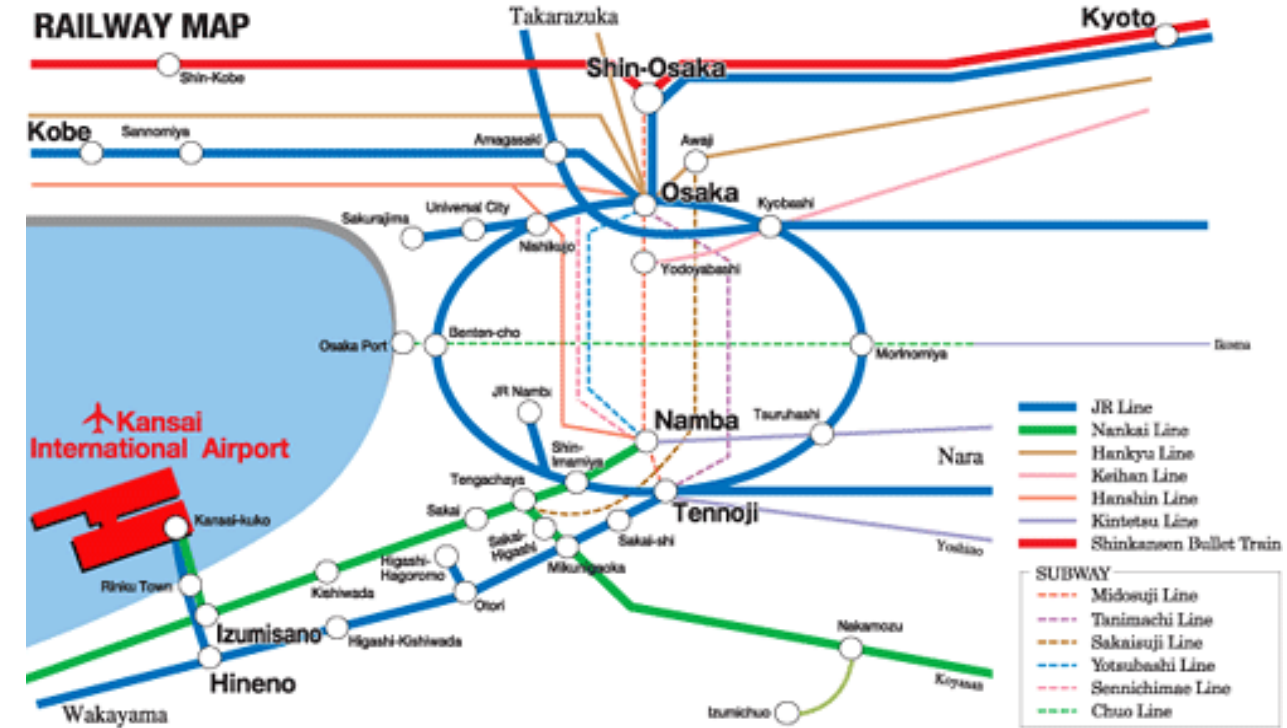 RAILWAY MAP
Takarazuka
Kyoto
Shin-Osaka
Shin-Kobe
Kobe
Sannomiya
Amagasaki
Awaji
Osaka
Universal City
Kyobashi
Sakurajima
Nishikujo
Yodoyabashi
Osaka Port
Benten-cho
Morinomiya
Ikoma
JR Namba
Namba
Tsuruhashi
Kansai
International Airport
Shin-
Imamiya
Nara
Tengachaya
Tennoji
Sakai
Kansai-kuko
Sakai-
Higashi
Sakai-shi
Yoshino
Higashi-
Hagoromo
Mikunigaoka
Rinku Town
Kishiwada
Otori
Izumisano
Higashi-Kishiwada
Nakamozu
Hineno
Koyasan
Wakayama
Izumichuo
JR Line
Nankai Line
Hankyu Line
Keihan Line
Hanshin Line
Kintetsu Line
Shinkansen Bullet Train
SUBWAY
Midosuji Line
Tanimachi Line
Sakaisuji Line
Yotsubashi Line
Sennichimae Line
Chuo Line